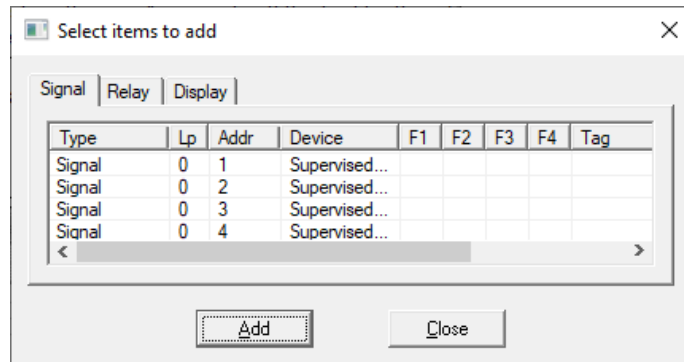 Select items to add
Signal Relay Display
Type Lp Addr Device F1 F2 F3 F4 Tag
Signal 0 1 Supervised...
Signal 0 2 Supervised...
Signal 0 3 Supervised...
Signal 0 4 Supervised...
Add Close